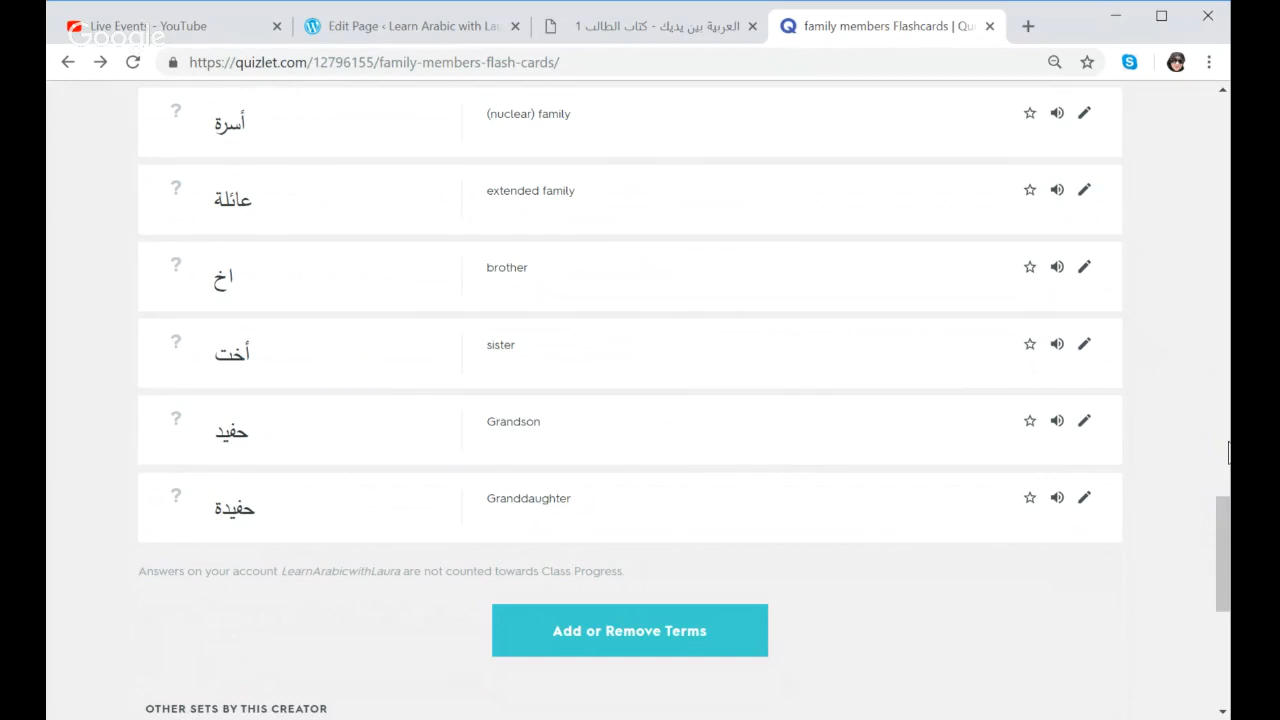 Live Events - YouTube
Edit Page ‹ Learn Arabic with Lau
العربية بين يديك - كتاب الطالب 1
family members Flashcards | Qui
Google
https://quizlet.com/12796155/family-members-flash-cards/
? أسرة (nuclear) family
? عائلة extended family
? اخ brother
? أخت sister
? حفيد Grandson
? حفيدة Granddaughter
Answers on your account LearnArabicwithLaura are not counted towards Class Progress.
Add or Remove Terms
OTHER SETS BY THIS CREATOR